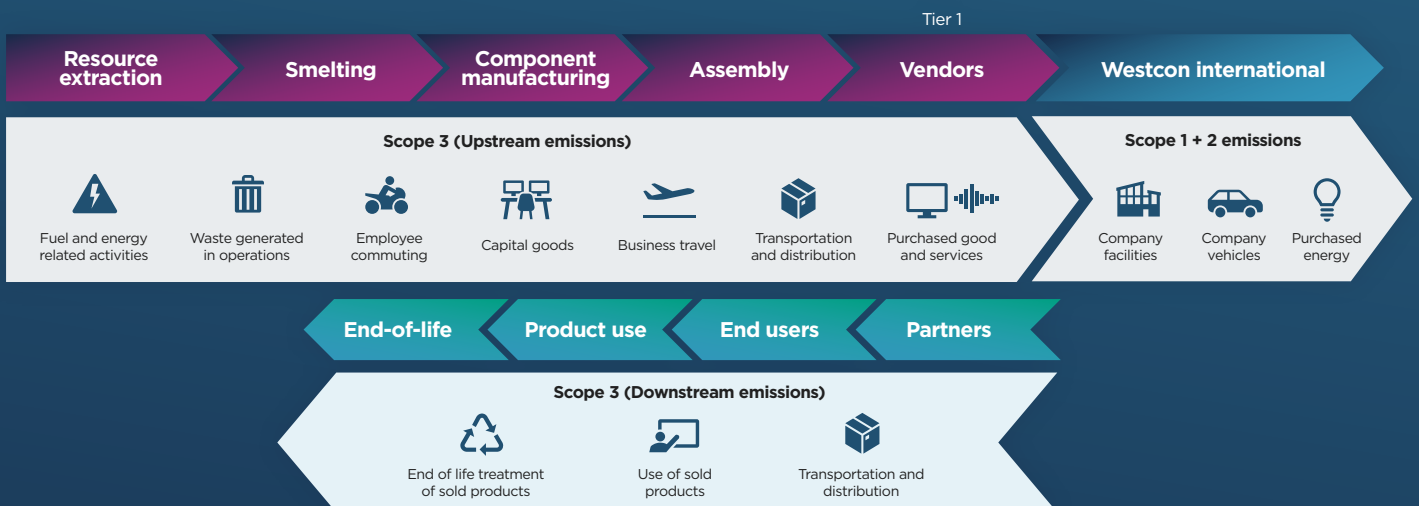 Tier 1
Resource
extraction
Smelting
Component
manufacturing
Assembly
Vendors
Westcon international
Scope 3 (Upstream emissions)
Fuel and energy
related activities
Waste generated
in operations
Employee
commuting
Capital goods
Business travel
Transportation
and distribution
Purchased good
and services
Scope 1 + 2 emissions
Company
facilities
Company
vehicles
Purchased
energy
End-of-life
Product use
End users
Partners
Scope 3 (Downstream emissions)
End of life treatment
of sold products
Use of sold
products
Transportation and
distribution